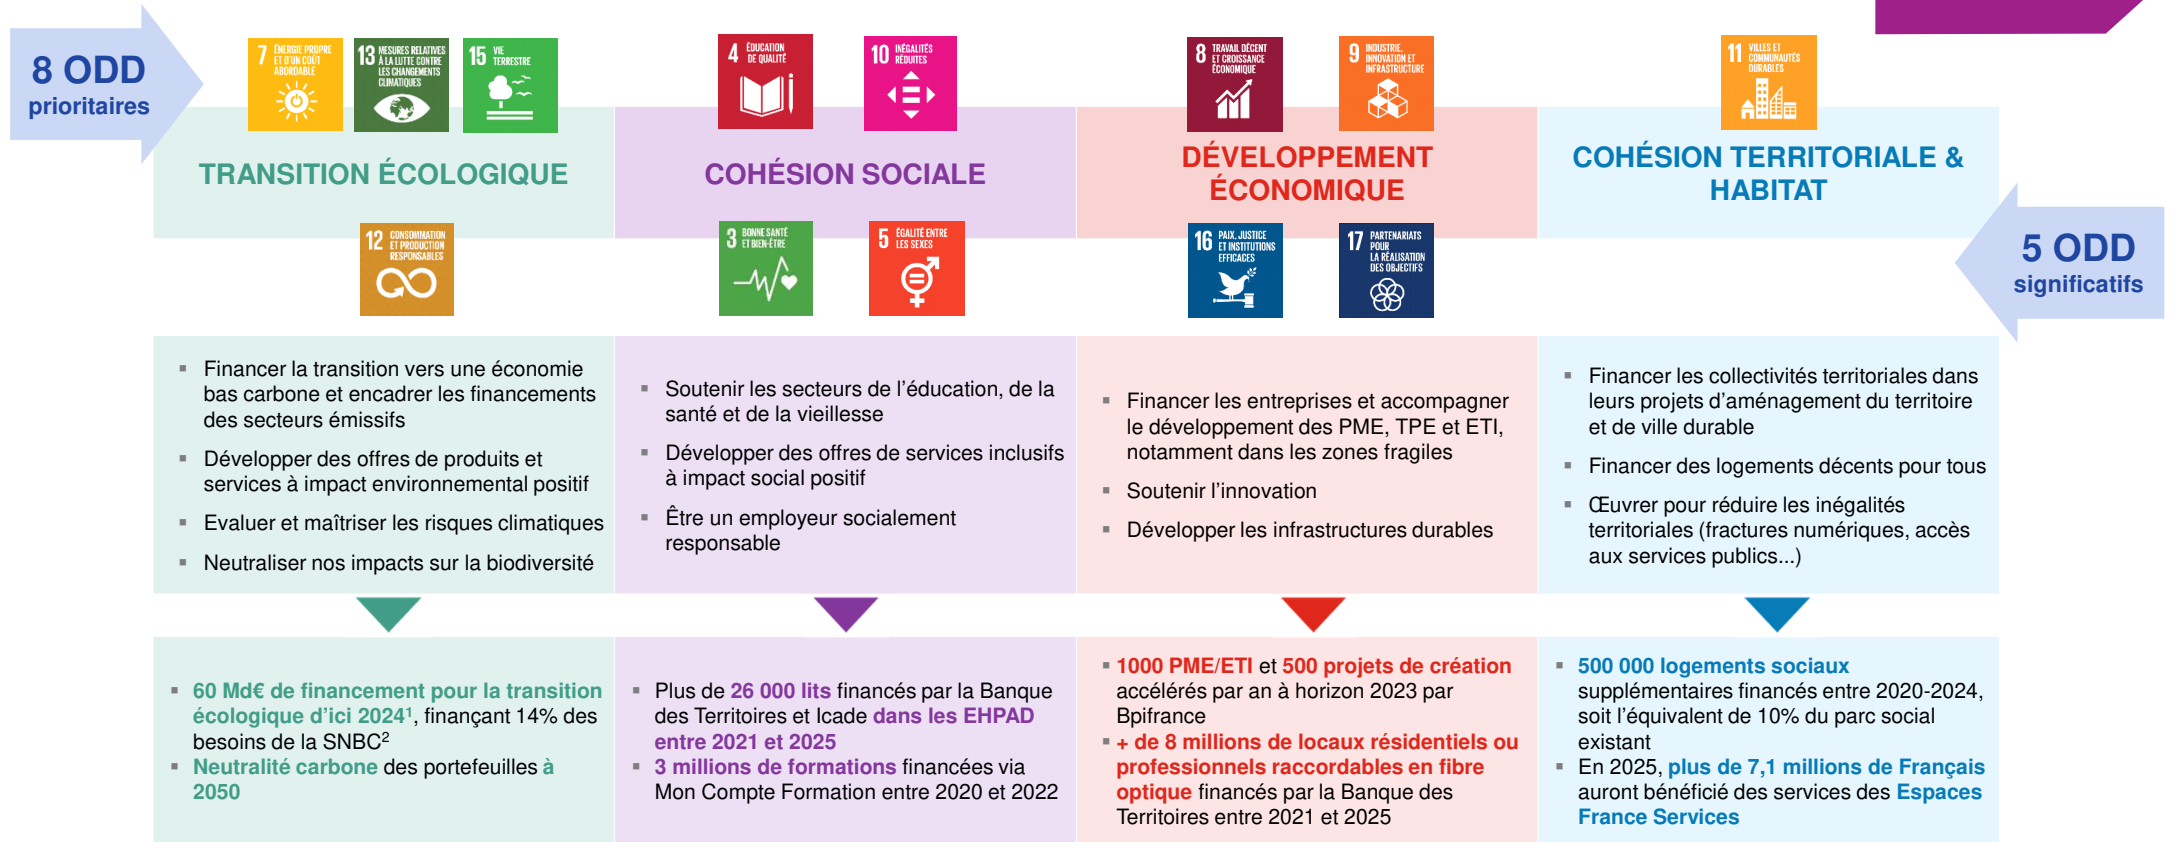 8 ODD
prioritaires
7 ÉNERGIE PROPRE
ET D'UN COÛT
ABORDABLE
13 MESURES RELATIVES
À LA LUTTE CONTRE
LES CHANGEMENTS
CLIMATIQUES
15 VIE
TERRESTRE
4 ÉDUCATION
DE QUALITÉ
10 INÉGALITÉS
RÉDUITES
8 TRAVAIL DÉCENT
ET CROISSANCE
ÉCONOMIQUE
9 INDUSTRIE,
INNOVATION ET
INFRASTRUCTURE
11 VILLES ET
COMMUNAUTÉS
DURABLES
TRANSITION ÉCOLOGIQUE
COHÉSION SOCIALE
DÉVELOPPEMENT
ÉCONOMIQUE
COHÉSION TERRITORIALE &
HABITAT
12 CONSOMMATION
ET PRODUCTION
RESPONSABLES
3 BONNE SANTÉ
ET BIEN-ÊTRE
5 ÉGALITÉ ENTRE
LES SEXES
16 PAIX, JUSTICE
ET INSTITUTIONS
EFFICACES
17 PARTENARIATS
POUR
LA RÉALISATION
DES OBJECTIFS
5 ODD
significatifs
▪ Financer la transition vers une économie
bas carbone et encadrer les financements
des secteurs émissifs
▪ Développer des offres de produits et
services à impact environnemental positif
▪ Evaluer et maîtriser les risques climatiques
▪ Neutraliser nos impacts sur la biodiversité
▪ Soutenir les secteurs de l'éducation, de la
santé et de la vieillesse
▪ Développer des offres de services inclusifs
à impact social positif
▪ Être un employeur socialement
responsable
▪ Financer les entreprises et accompagner
le développement des PME, TPE et ETI,
notamment dans les zones fragiles
▪ Soutenir l'innovation
▪ Développer les infrastructures durables
▪ Financer les collectivités territoriales dans
leurs projets d'aménagement du territoire
et de ville durable
▪ Financer des logements décents pour tous
▪ Œuvrer pour réduire les inégalités
territoriales (fractures numériques, accès
aux services publics...)
▪ 60 Md€ de financement pour la transition
écologique d'ici 2024¹, finançant 14% des
besoins de la SNBC²
▪ Neutralité carbone des portefeuilles à
2050
▪ Plus de 26 000 lits financés par la Banque
des Territoires et Icade dans les EHPAD
entre 2021 et 2025
▪ 3 millions de formations financées via
Mon Compte Formation entre 2020 et 2022
▪ 1000 PME/ETI et 500 projets de création
accélérés par an à horizon 2023 par
Bpifrance
▪ + de 8 millions de locaux résidentiels ou
professionnels raccordables en fibre
optique financés par la Banque des
Territoires entre 2021 et 2025
▪ 500 000 logements sociaux
supplémentaires financés entre 2020-2024,
soit l'équivalent de 10% du parc social
existant
▪ En 2025, plus de 7,1 millions de Français
auront bénéficié des services des Espaces
France Services